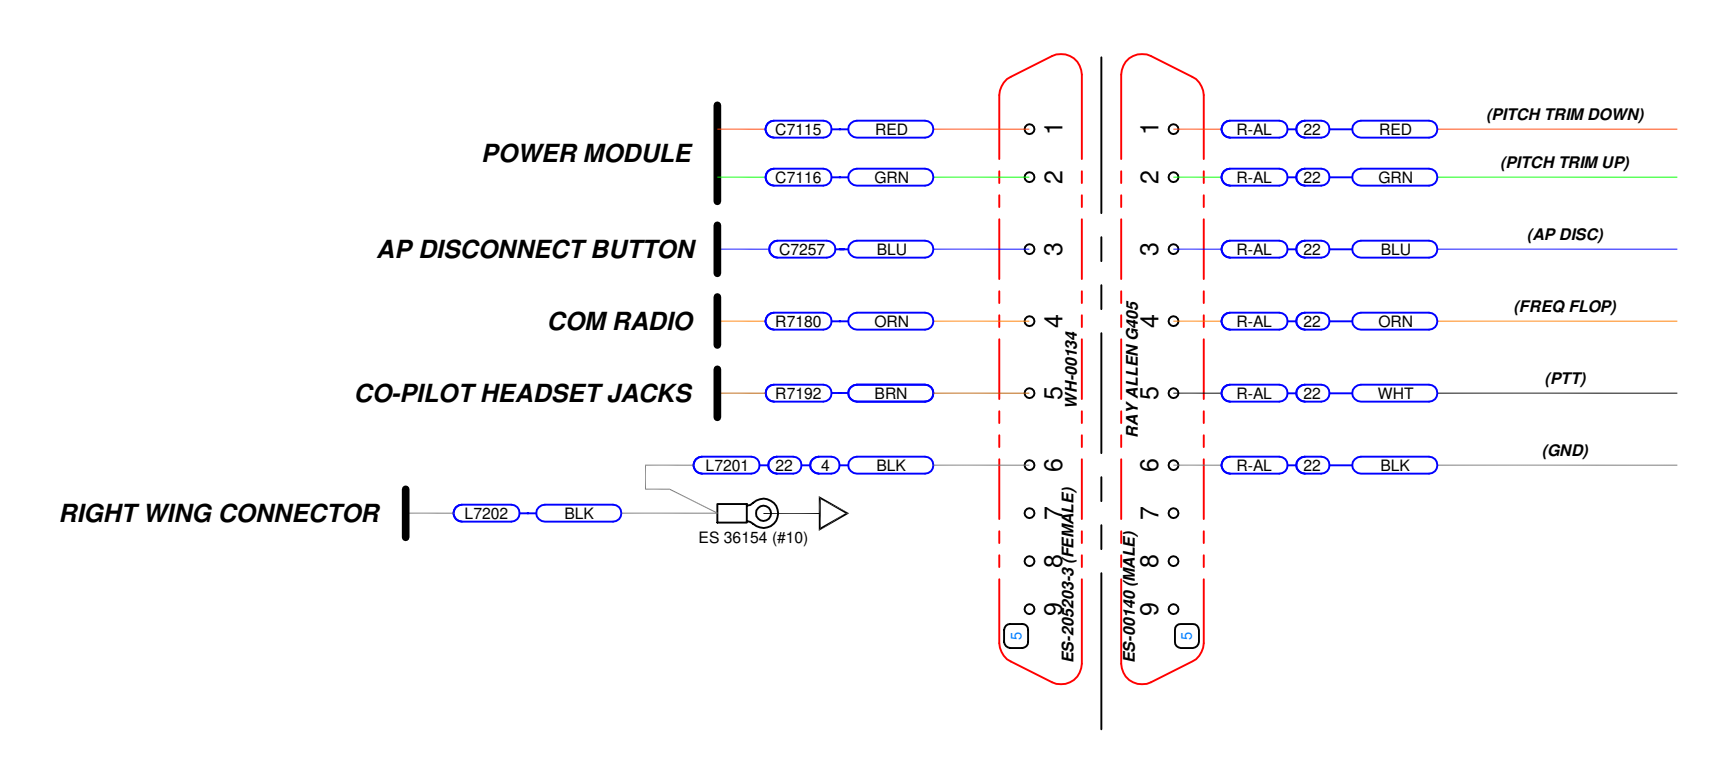 (PITCH TRIM DOWN)
POWER MODULE
C7115 RED 1 1 R-AL 22 RED
(PITCH TRIM UP)
C7116 GRN 2 2 R-AL 22 GRN
(AP DISC)
AP DISCONNECT BUTTON C7257 BLU 3 3 R-AL 22 BLU
(FREQ FLOP)
COM RADIO R7180 ORN 4 4 R-AL 22 ORN
(PTT)
CO-PILOT HEADSET JACKS R7192 BRN 5 5 R-AL 22 WHT
(GND)
L7201 22 4 BLK 6 6 R-AL 22 BLK
RIGHT WING CONNECTOR L7202 BLK 7 7
ES 36154 (#10)
8 8
9 9
5 5
WH-00134
ES-205203-3 (FEMALE)
RAY ALLEN G405
ES-00140 (MALE)